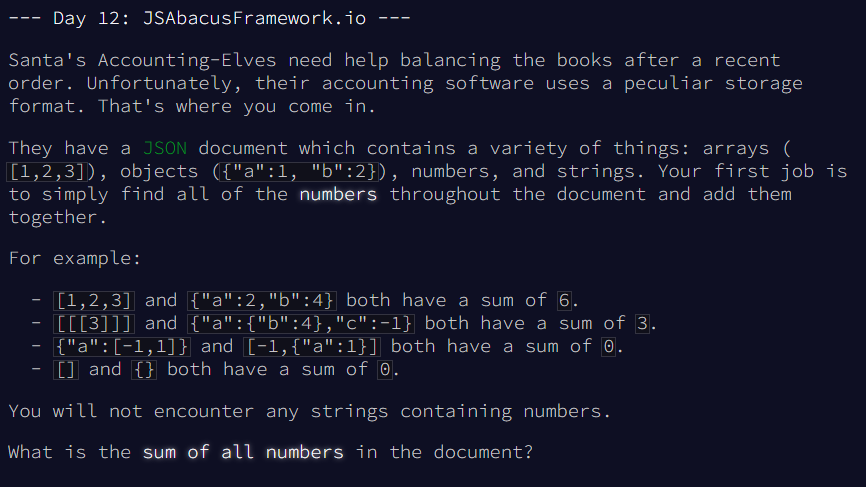 --- Day 12: JSAbacusFramework.io ---
Santa's Accounting-Elves need help balancing the books after a recent
order. Unfortunately, their accounting software uses a peculiar storage
format. That's where you come in.
They have a JSON document which contains a variety of things: arrays (
[1,2,3]), objects ({"a":1, "b":2}), numbers, and strings. Your first job is
to simply find all of the numbers throughout the document and add them
together.
For example:
- [1,2,3] and {"a":2,"b":4} both have a sum of 6.
- [[[3]]] and {"a":{"b":4},"c":-1} both have a sum of 3.
- {"a":[-1,1]} and [-1,{"a":1}] both have a sum of 0.
- [] and {} both have a sum of 0.
You will not encounter any strings containing numbers.
What is the sum of all numbers in the document?